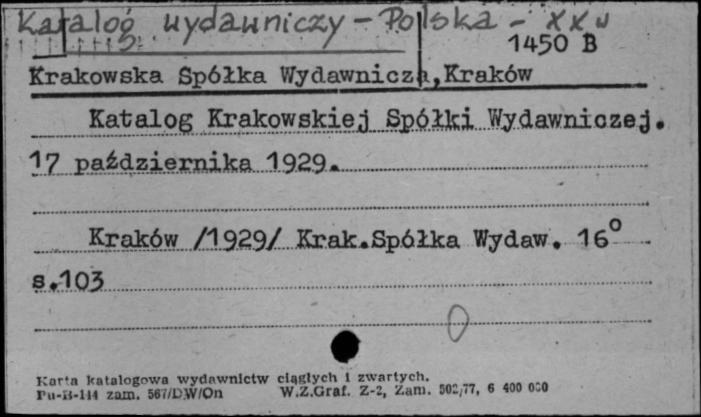 Katalog wydawniczy - Polska - XX w
1450 B
Krakowska Spółka Wydawnicza, Kraków
Katalog Krakowskiej Spółki Wydawniczej.
17 października 1929.
Kraków /1929/ Krak.Spółka Wydaw. 16°
s.103
Karta katalogowa wydawnictw ciągłych i zwartych.
Pu-B-114 zam. 567/DW/On W.Z.Graf. Z-2, Zam. 502/77, 6 400 000